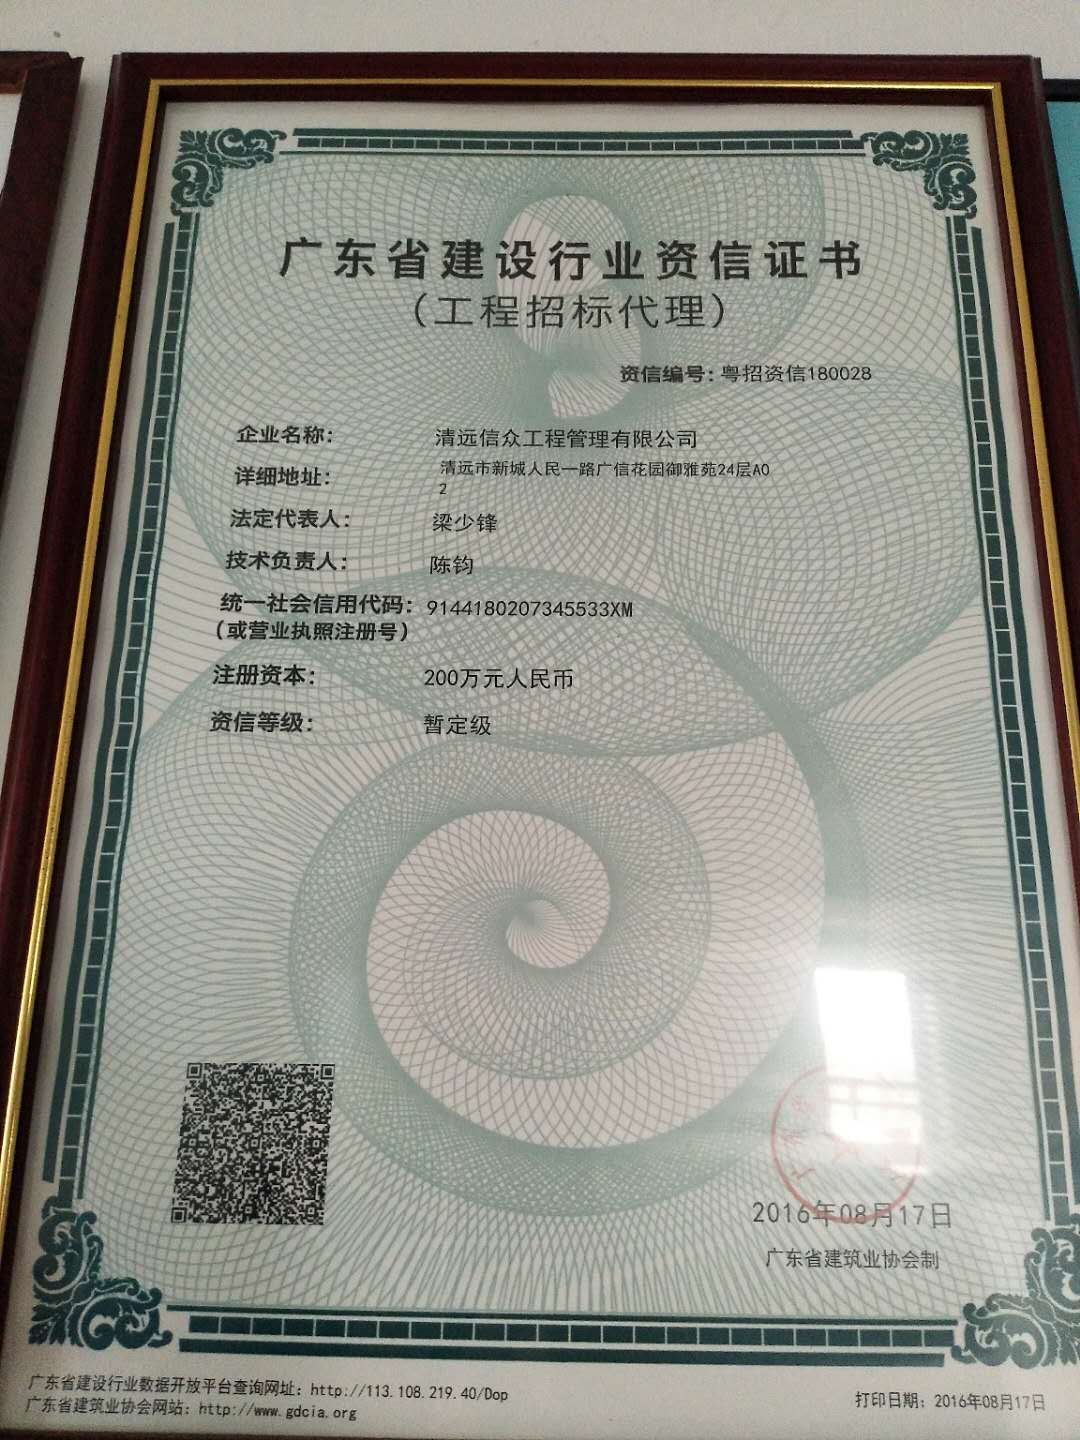 广东省建设行业资信证书
（工程招标代理）
资信编号：粤招资信180028
企业名称： 清远信众工程管理有限公司
详细地址： 清远市新城人民一路广信花园御雅苑24层A0
2
法定代表人： 梁少锋
技术负责人： 陈钧
统一社会信用代码： 9144180207345533XM
（或营业执照注册号）
注册资本： 200万元人民币
资信等级： 暂定级
2016年08月17日
广东省建筑业协会制
广东省建设行业数据开放平台查询网址：http://113.108.219.40/Dop
广东省建筑业协会网站：http://www.gdcia.org
打印日期：2016年08月17日